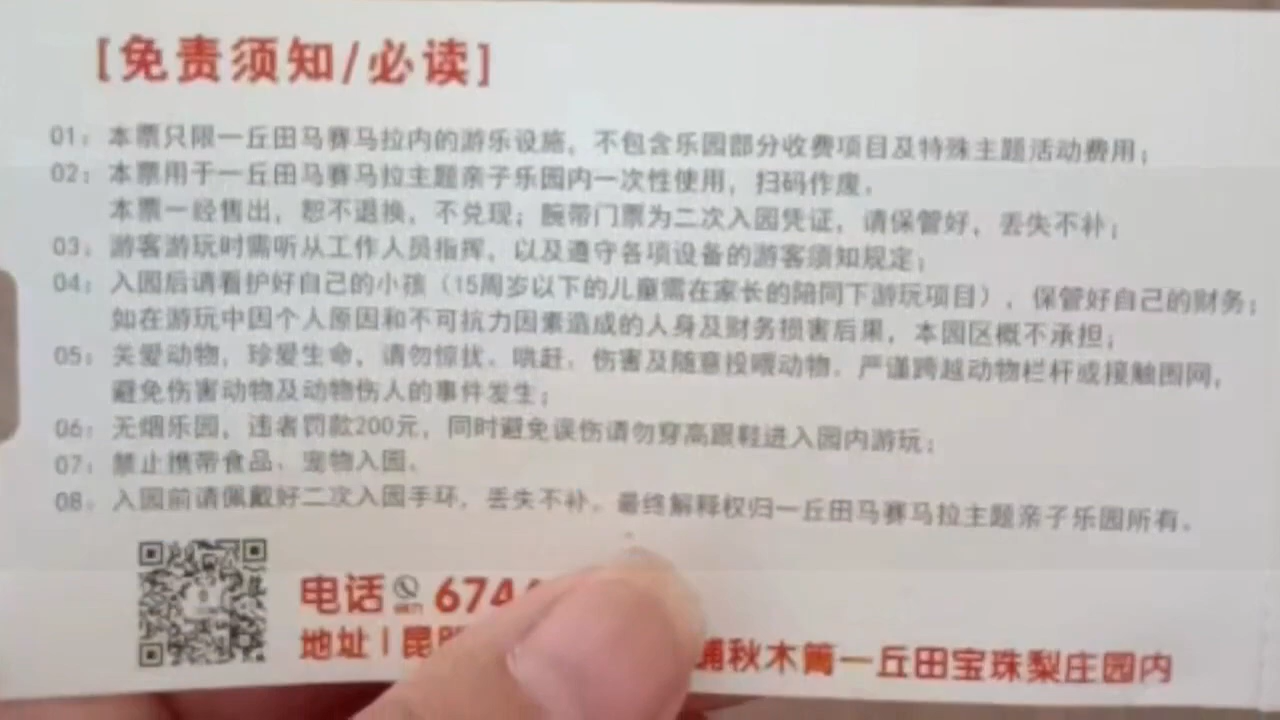 [免责须知/必读]
01：本票只限一丘田马赛马拉内的游乐设施，不包含乐园部分收费项目及特殊主题活动费用；
02：本票用于一丘田马赛马拉主题亲子乐园内一次性使用，扫码作废，
本票一经售出，恕不退换，不兑现；腕带门票为二次入园凭证，请保管好，丢失不补；
03：游客游玩时需听从工作人员指挥，以及遵守各项设备的游客须知规定；
04：入园后请看护好自己的小孩（15周岁以下的儿童需在家长的陪同下游玩项目），保管好自己的财务；
如在游玩中因个人原因和不可抗力因素造成的人身及财务损害后果，本园区概不承担；
05：关爱动物，珍爱生命，请勿惊扰、哄赶、伤害及随意投喂动物。严谨跨越动物栏杆或接触围网，
避免伤害动物及动物伤人的事件发生；
06：无烟乐园，违者罚款200元，同时避免误伤请勿穿高跟鞋进入园内游玩；
07：禁止携带食品、宠物入园。
08：入园前请佩戴好二次入园手环，丢失不补。最终解释权归一丘田马赛马拉主题亲子乐园所有。
电话 0871 674
地址|昆 秋木箐一丘田宝珠梨庄园内